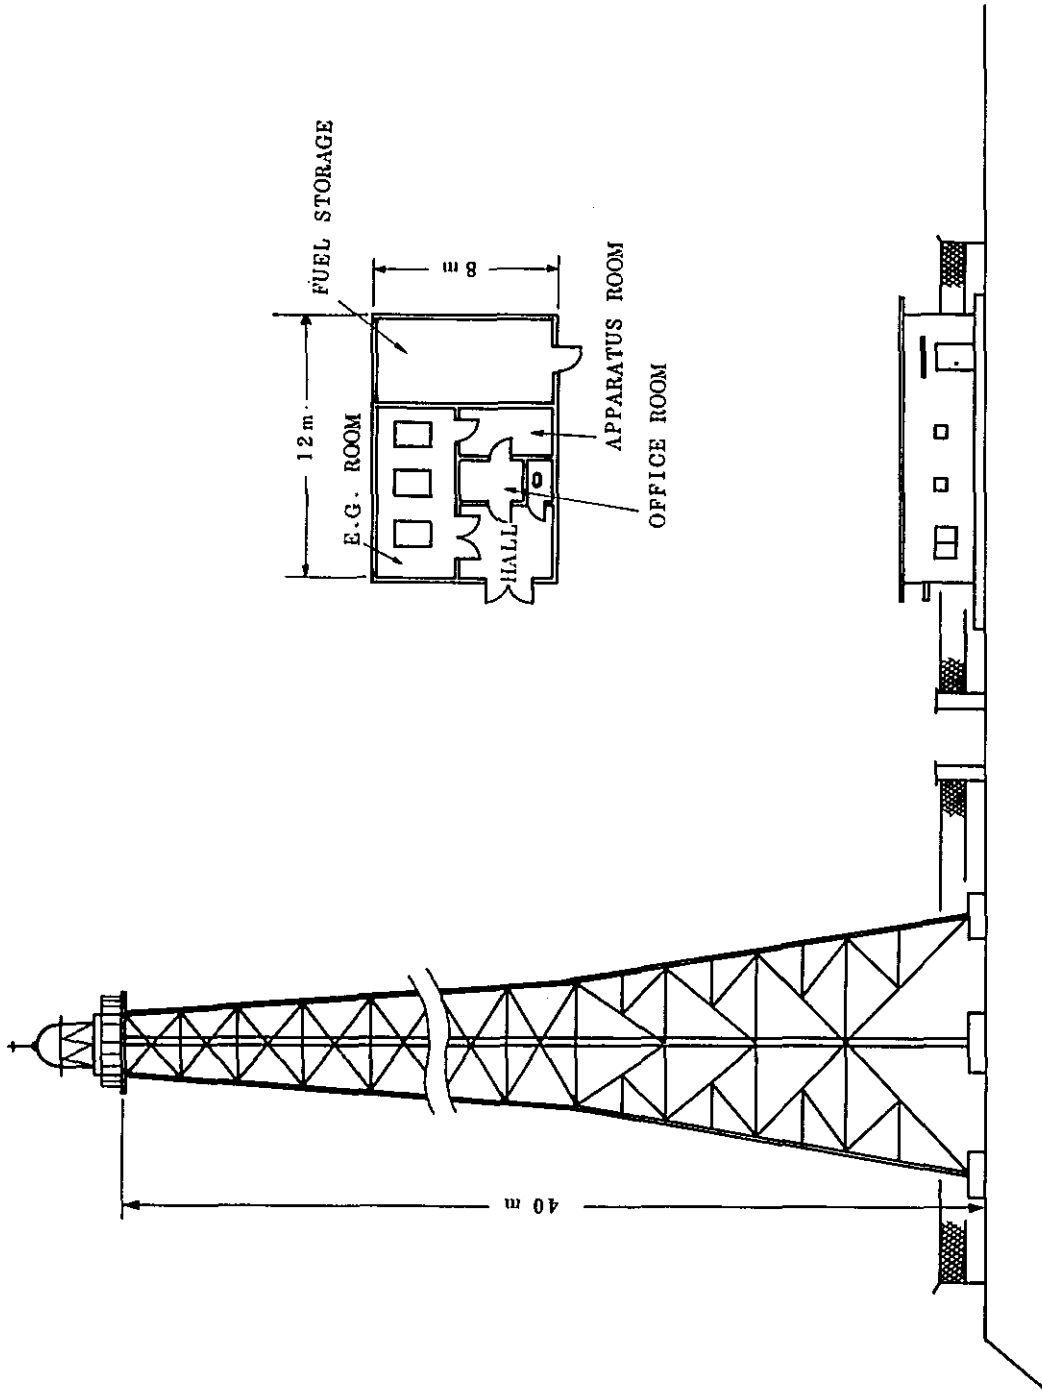 FUEL STORAGE
12 m
8 m
E.G. ROOM
HALL
APPARATUS ROOM
OFFICE ROOM
40 m